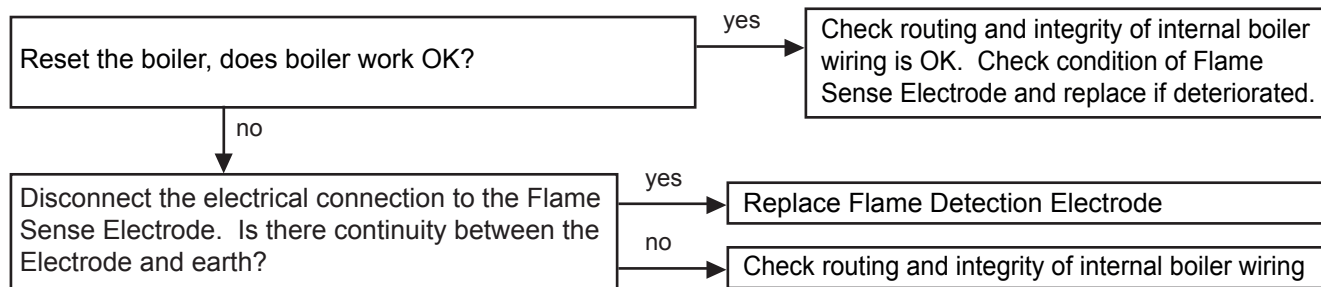 Reset the boiler, does boiler work OK?
yes
Check routing and integrity of internal boiler
wiring is OK.  Check condition of Flame
Sense Electrode and replace if deteriorated.
no
Disconnect the electrical connection to the Flame
Sense Electrode.  Is there continuity between the
Electrode and earth?
yes
Replace Flame Detection Electrode
no
Check routing and integrity of internal boiler wiring